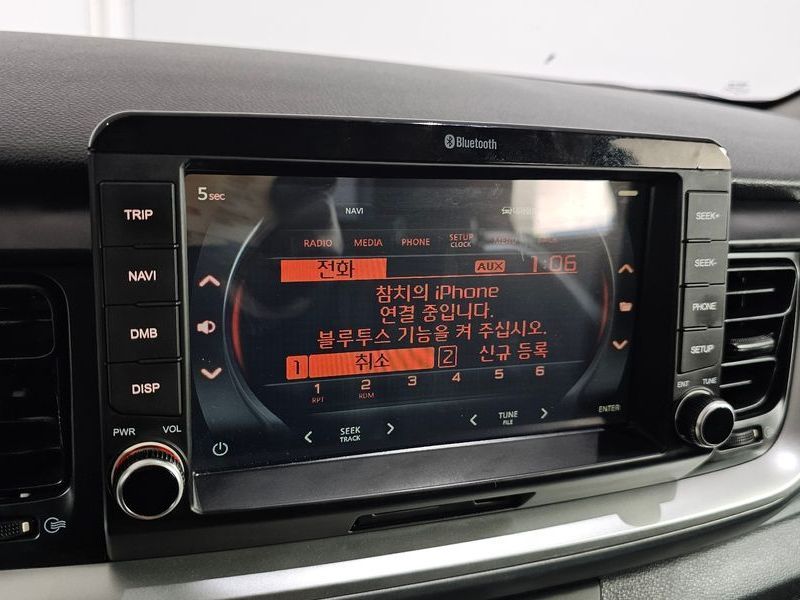 Bluetooth
TRIP
NAVI
DMB
DISP
PWR VOL
5 sec
NAVI
RADIO MEDIA PHONE SETUP CLOCK
전화 AUX 1:06
참치의 iPhone
연결 중입니다.
블루투스 기능을 켜 주십시오.
1 취소 2 신규 등록
1 2 3 4 5 6
RPT RDM
SEEK TRACK
TUNE FILE
ENTER
SEEK+
SEEK-
PHONE
SETUP
ENT TUNE